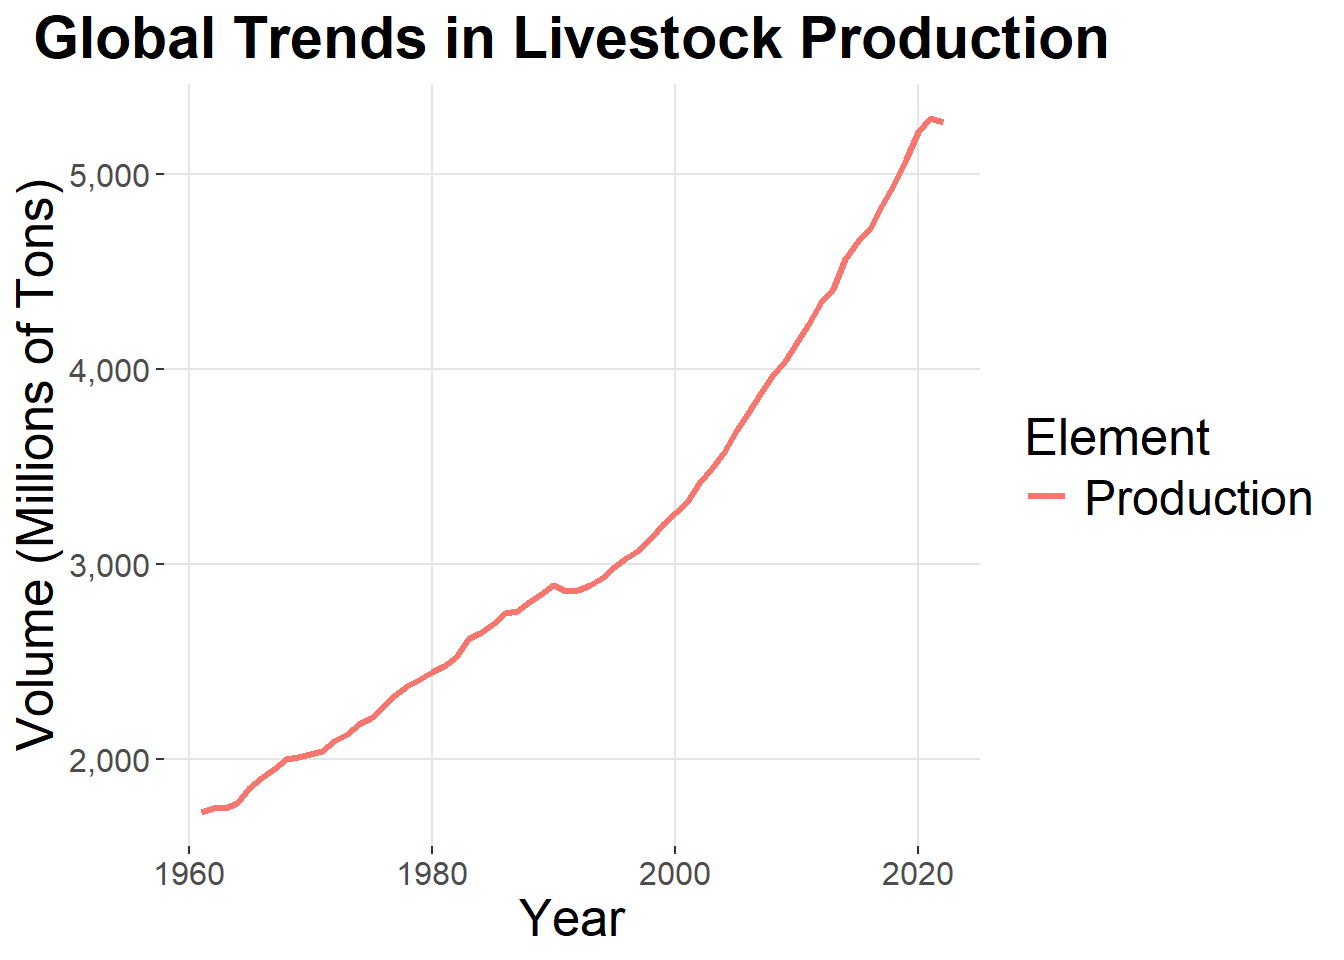 Global Trends in Livestock Production
Volume (Millions of Tons)
5,000
4,000
3,000
2,000
1960
1980
2000
2020
Year
Element
Production